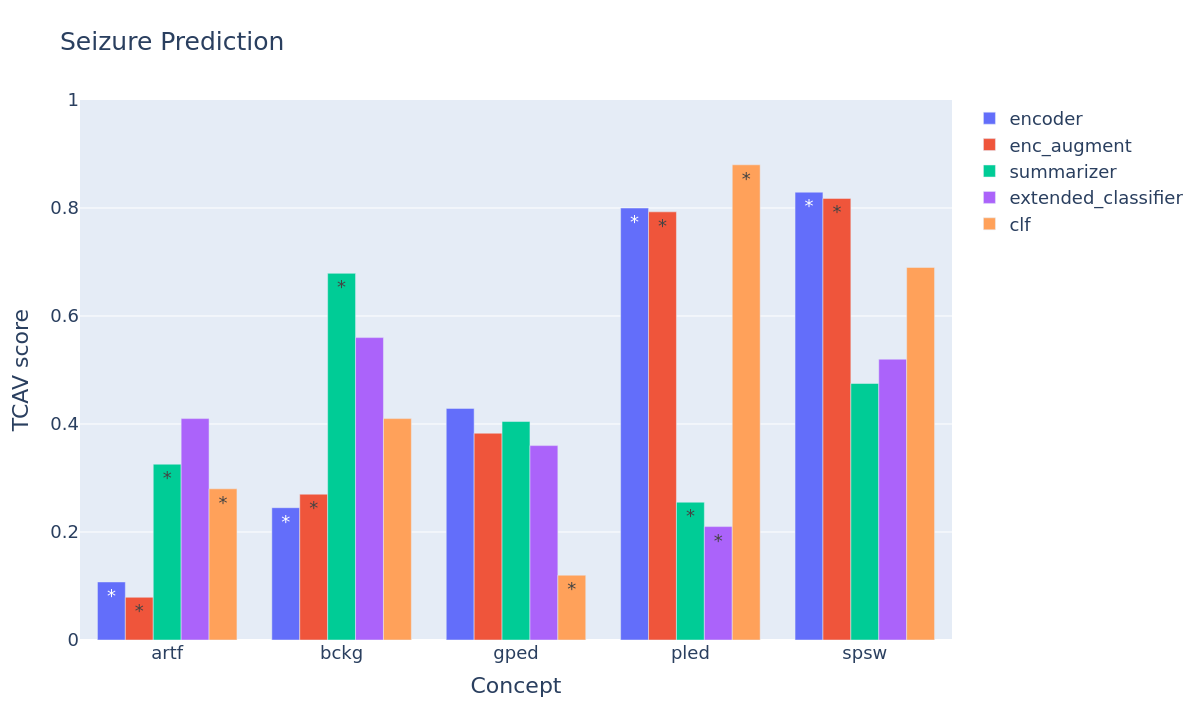 Seizure Prediction
encoder
enc_augment
summarizer
extended_classifier
clf
TCAV score
1
0.8
0.6
0.4
0.2
0
* * * *
* * *
*
* * * * *
* *
artf bckg gped pled spsw
Concept